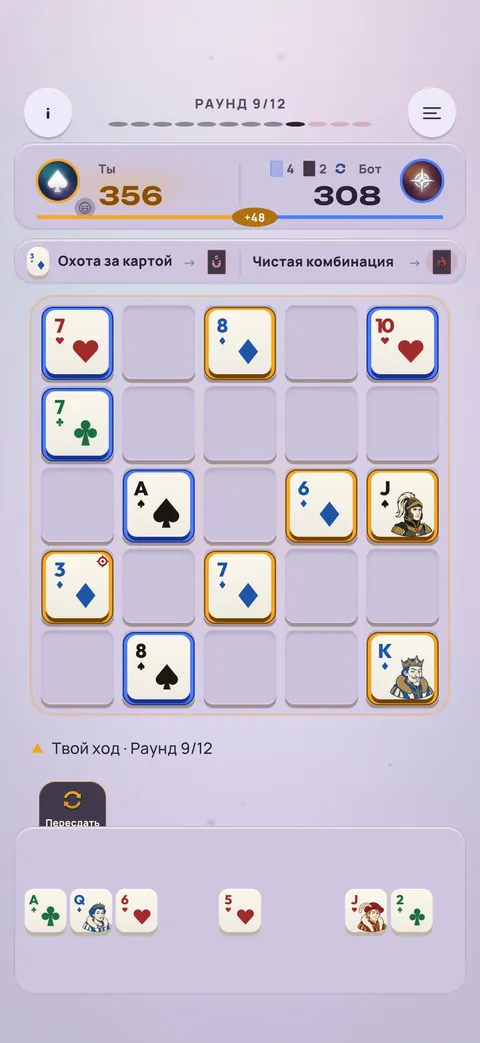 РАУНД 9/12
i
Ты
356
4
2
Бот
308
+48
3
Охота за картой →
Чистая комбинация →
7
8
10
7
A
6
J
3
7
8
K
Твой ход · Раунд 9/12
Пересдать
A
Q
6
5
J
2